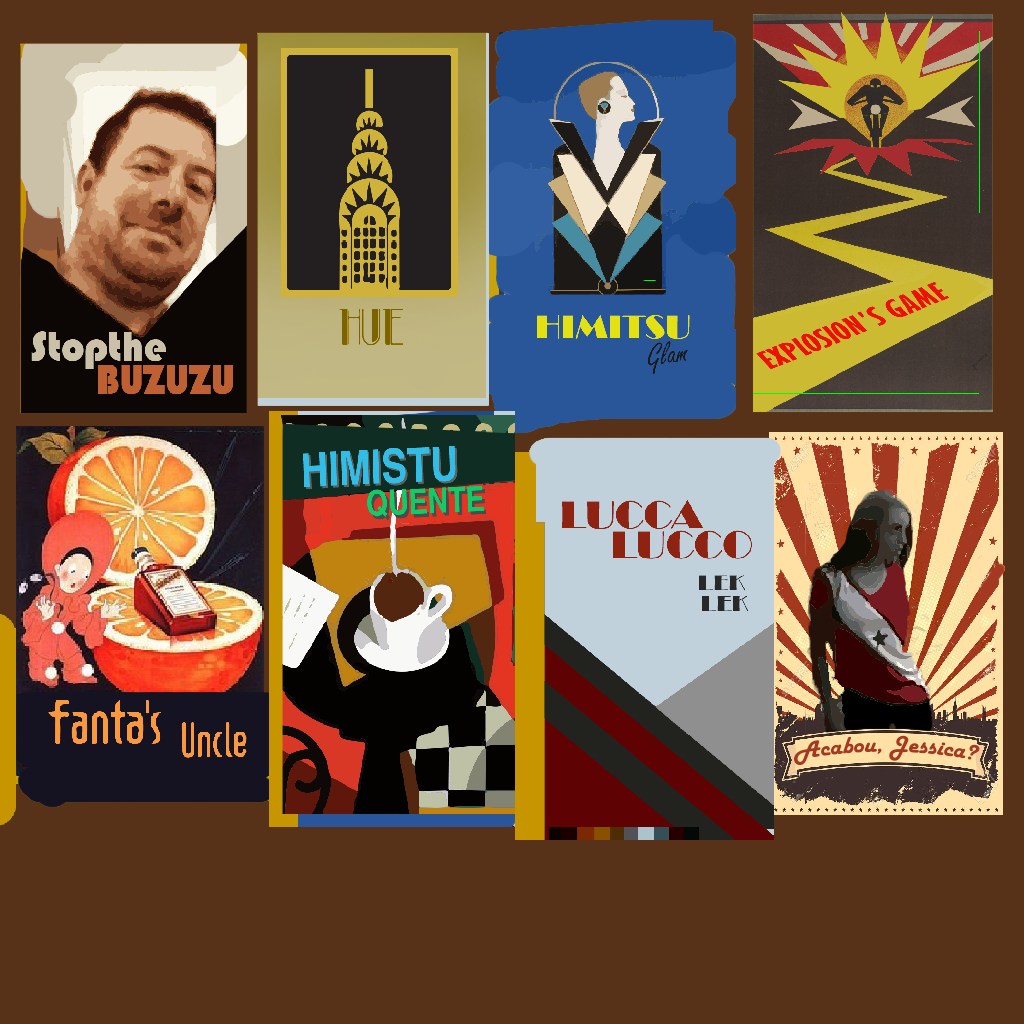 Stopthe
BUZUZU
HUE
HIMITSU
Glam
EXPLOSION'S GAME
fanta's
Uncle
HIMISTU
QUENTE
LUCCA
LUCCO
LEK
LEK
Acabou, Jessica?